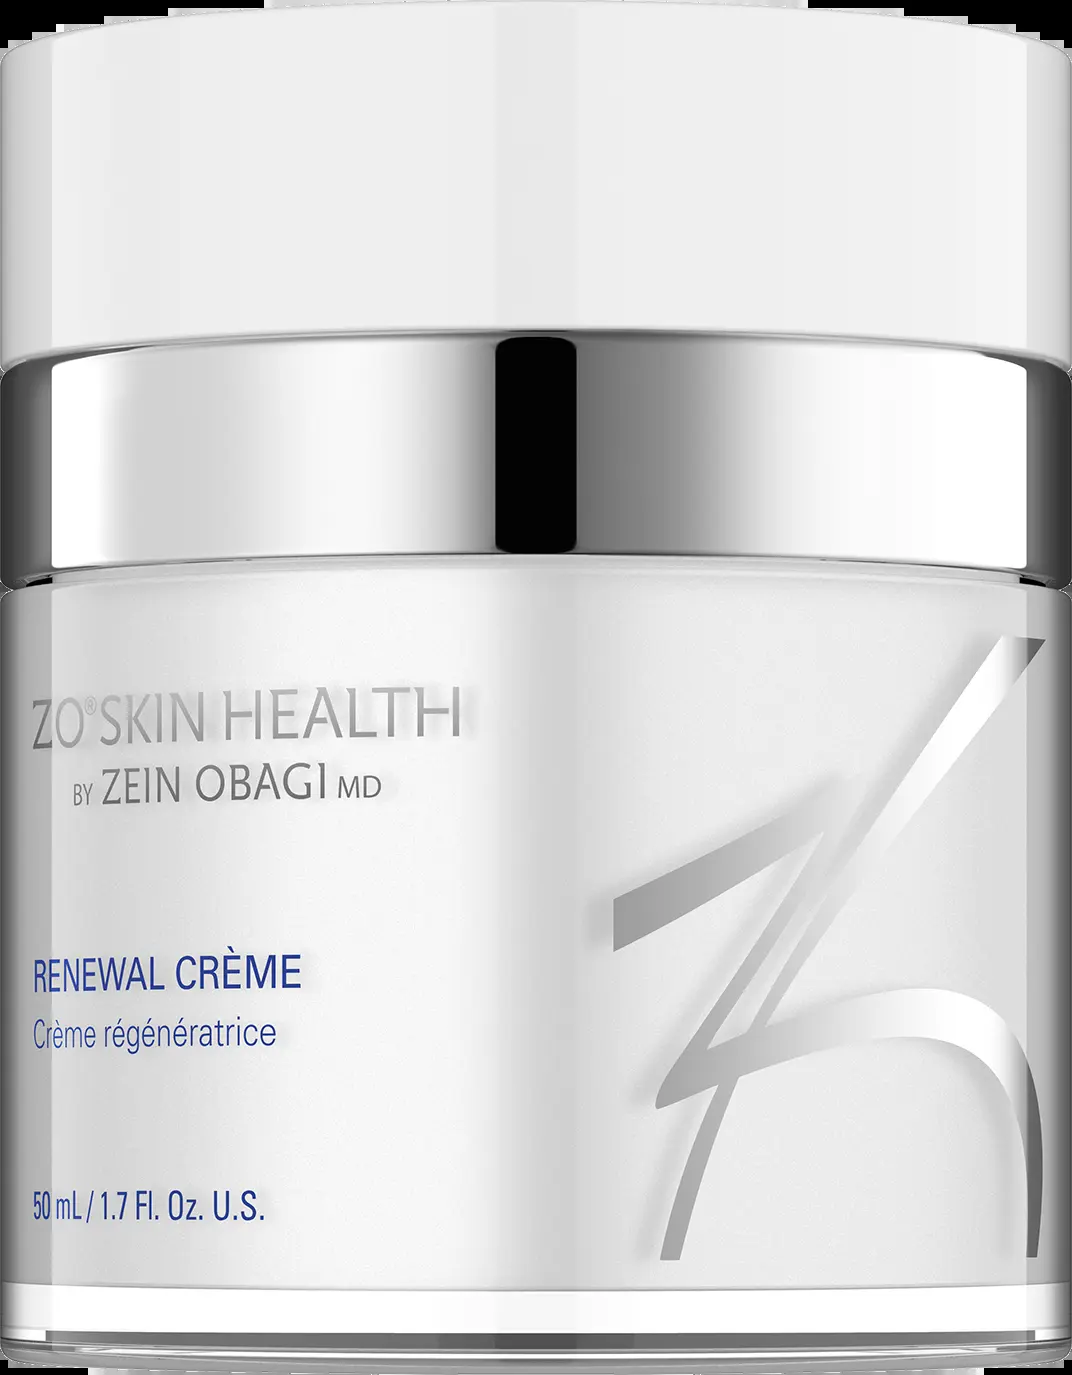 ZO® SKIN HEALTH
BY ZEIN OBAGI MD
RENEWAL CRÈME
Crème régénératrice
50 mL / 1.7 Fl. Oz. U.S.